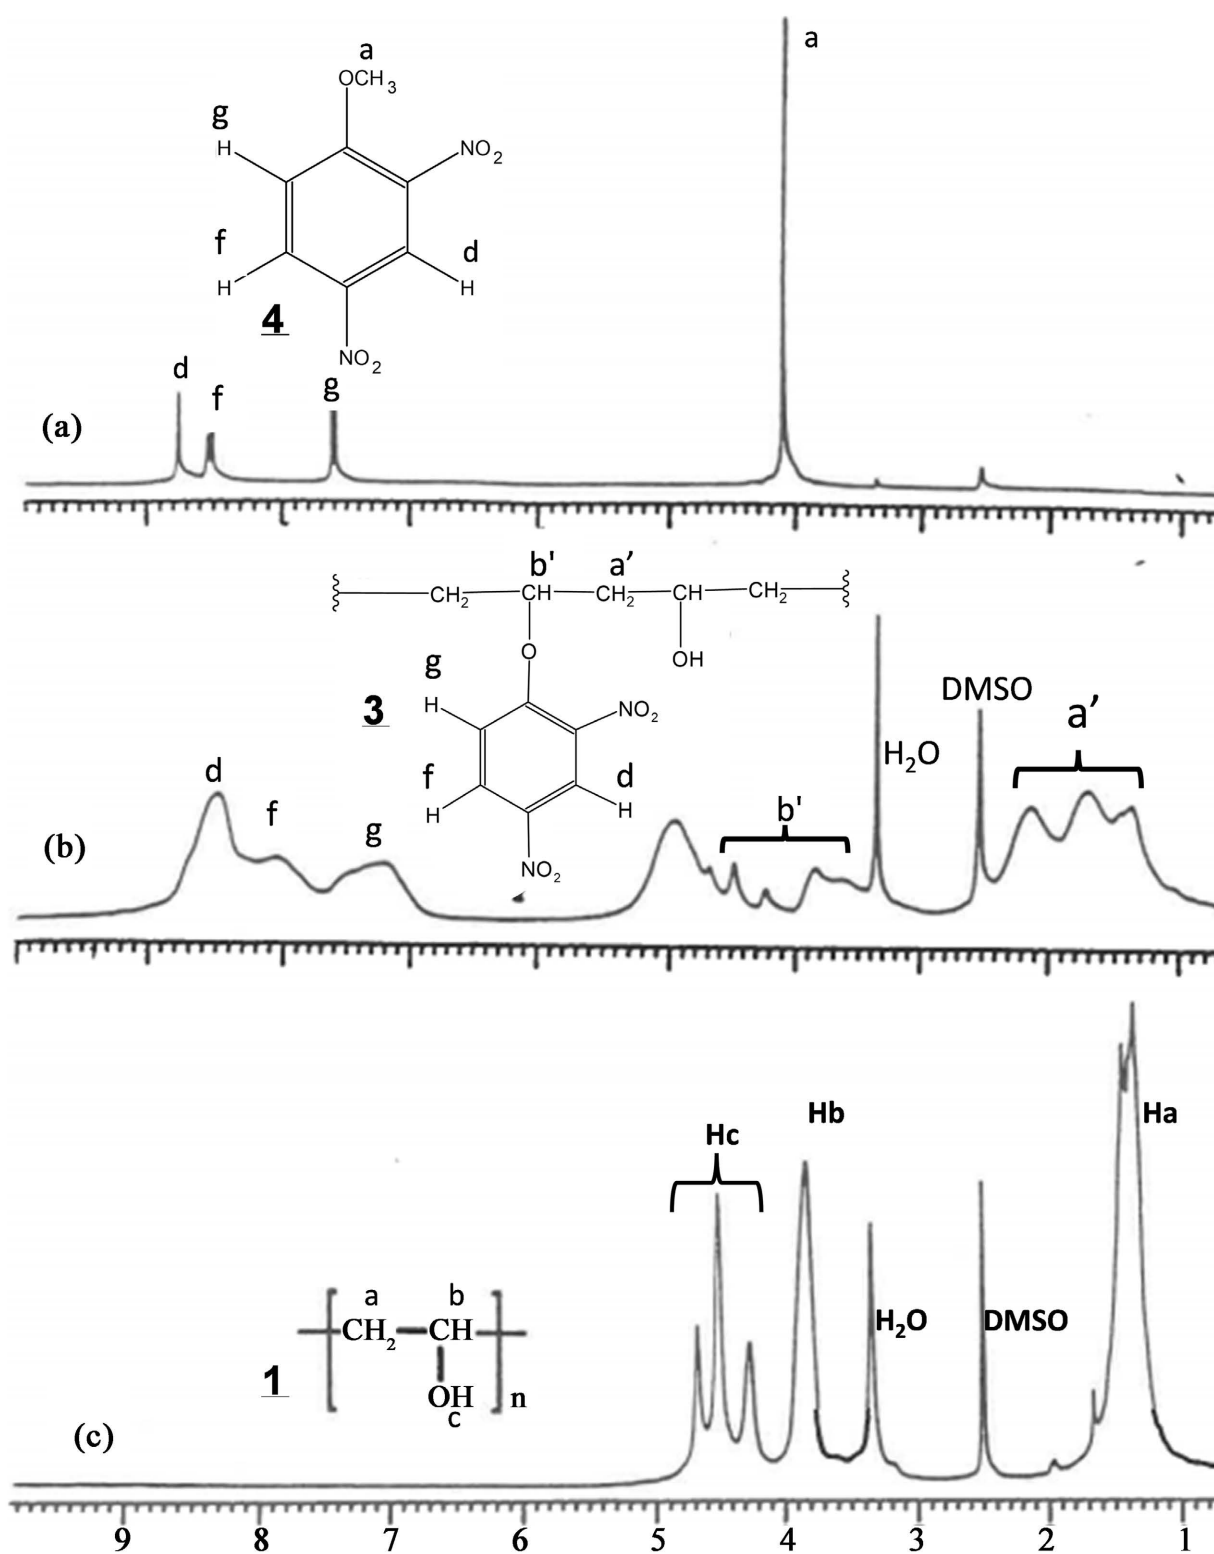 a
OCH3
g
H
NO2
f
d
H
H
4
NO2
a
d
f
g
(a)
b' a′
CH2 CH CH2 CH CH2
O
OH
g
H
3
NO2
f
d
H
H
NO2
d
f
g
b'
H2O
DMSO
a′
(b)
Hc
Hb
Ha
H2O
DMSO
a b
CH2 CH
1
OH
n
c
(c)
9 8 7 6 5 4 3 2 1